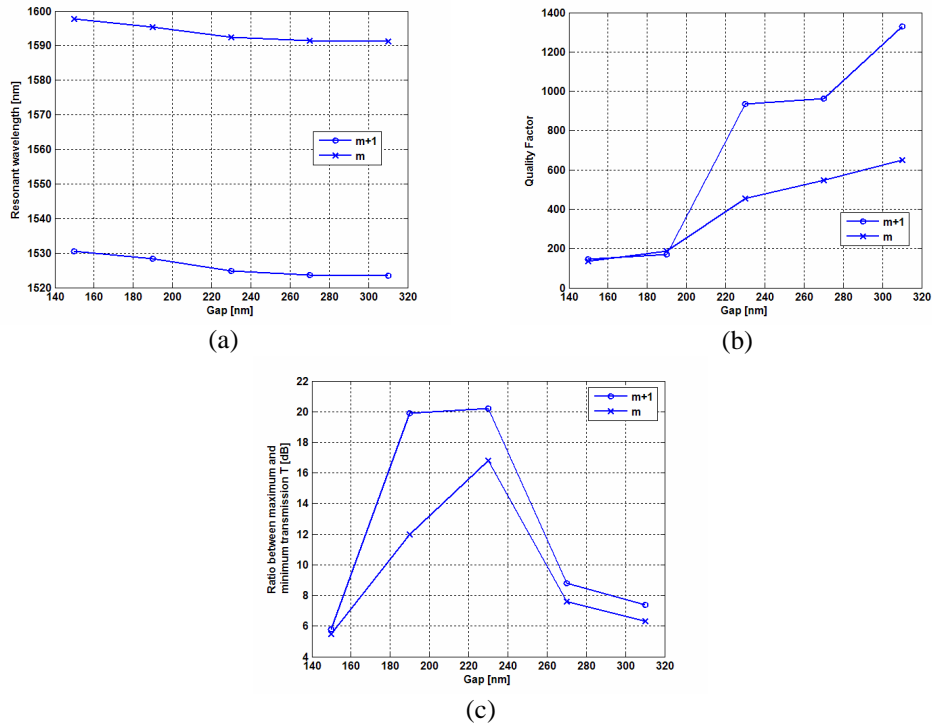 1600
1590
1580
1570
1560
1550
1540
1530
1520
Resonant wavelength [nm]
m+1
m
140 160 180 200 220 240 260 280 300 320
Gap [nm]
(a)
1400
1200
1000
800
600
400
200
0
Quality Factor
m+1
m
140 160 180 200 220 240 260 280 300 320
Gap [nm]
(b)
22
20
18
16
14
12
10
8
6
4
Ratio between maximum and
minimum transmission T [dB]
m+1
m
140 160 180 200 220 240 260 280 300 320
Gap [nm]
(c)